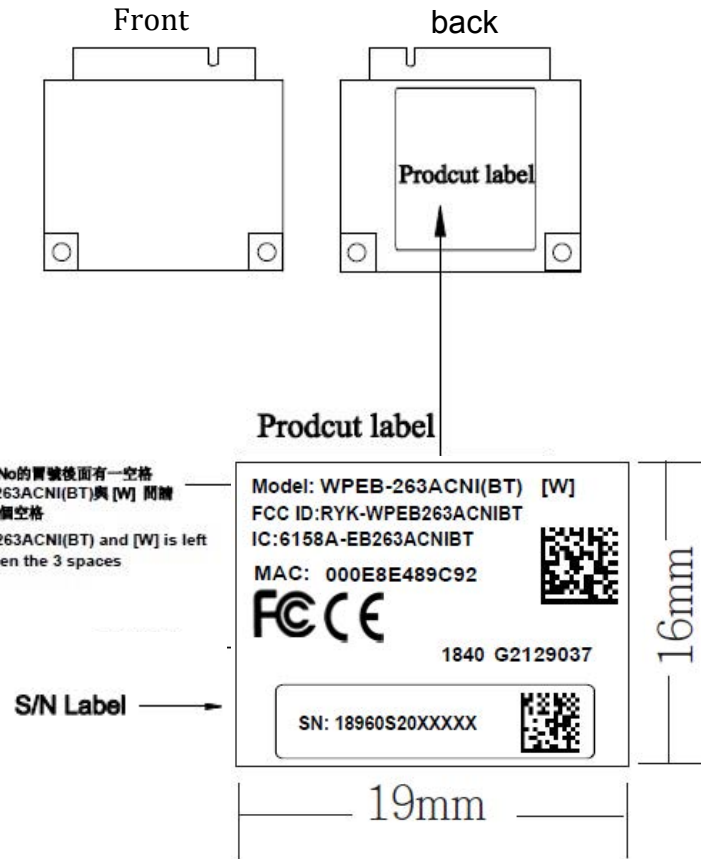 Front
back
Prodcut label
Prodcut label
No的冒號後面有一空格
263ACNI(BT)與 [W] 間
個空格
263ACNI(BT) and [W] is left
en the 3 spaces
Model: WPEB-263ACNI(BT) [W]
FCC ID:RYK-WPEB263ACNIBT
IC:6158A-EB263ACNIBT
MAC: 000E8E489C92
FC CE
1840 G2129037
S/N Label
SN: 18960S20XXXXX
16mm
19mm